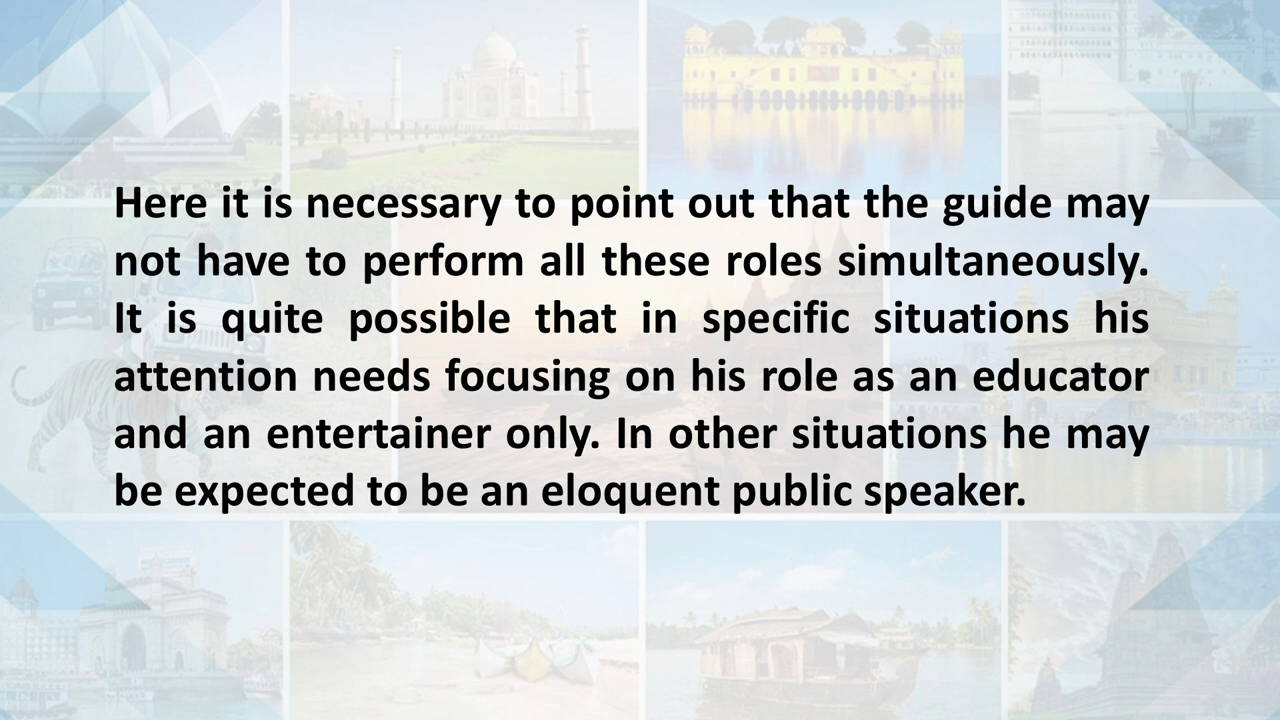 Here it is necessary to point out that the guide may
not have to perform all these roles simultaneously.
It is quite possible that in specific situations his
attention needs focusing on his role as an educator
and an entertainer only. In other situations he may
be expected to be an eloquent public speaker.